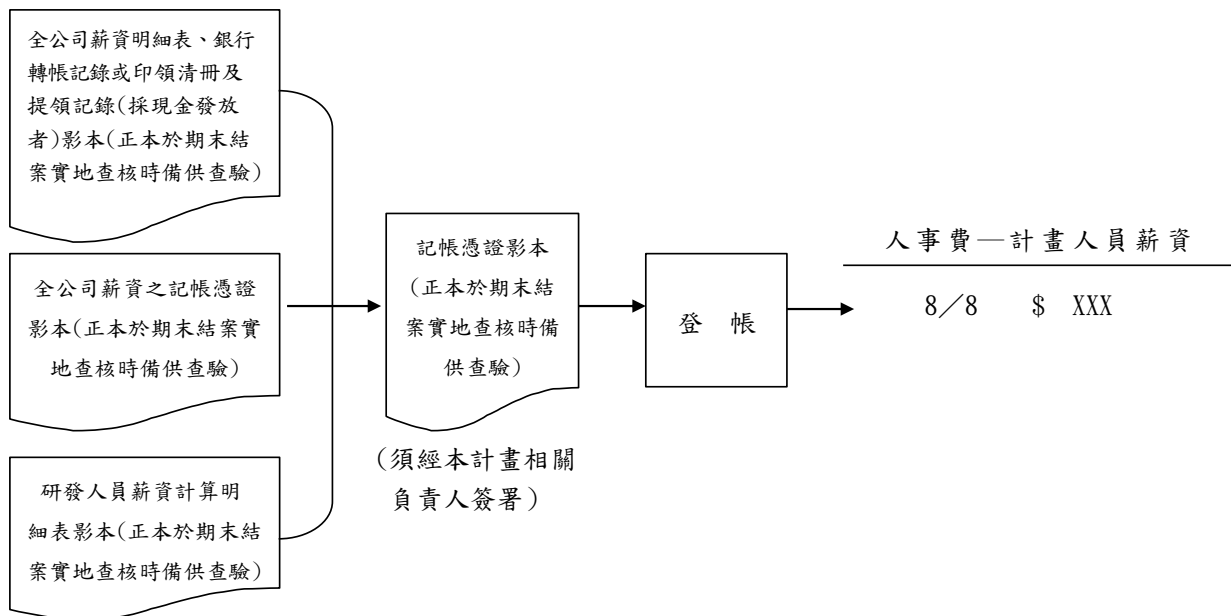 全公司薪資明細表、銀行
轉帳記錄或印領清冊及
提領記錄(採現金發放
者)影本(正本於期末結
案實地查核時備供查驗)
全公司薪資之記帳憑證
影本(正本於期末結案實
地查核時備供查驗)
研發人員薪資計算明
細表影本(正本於期末結
案實地查核時備供查驗)
記帳憑證影本
(正本於期末結
案實地查核時備
供查驗)
(須經本計畫相關
負責人簽署)
登 帳
人事費—計畫人員薪資
8／8 $ XXX